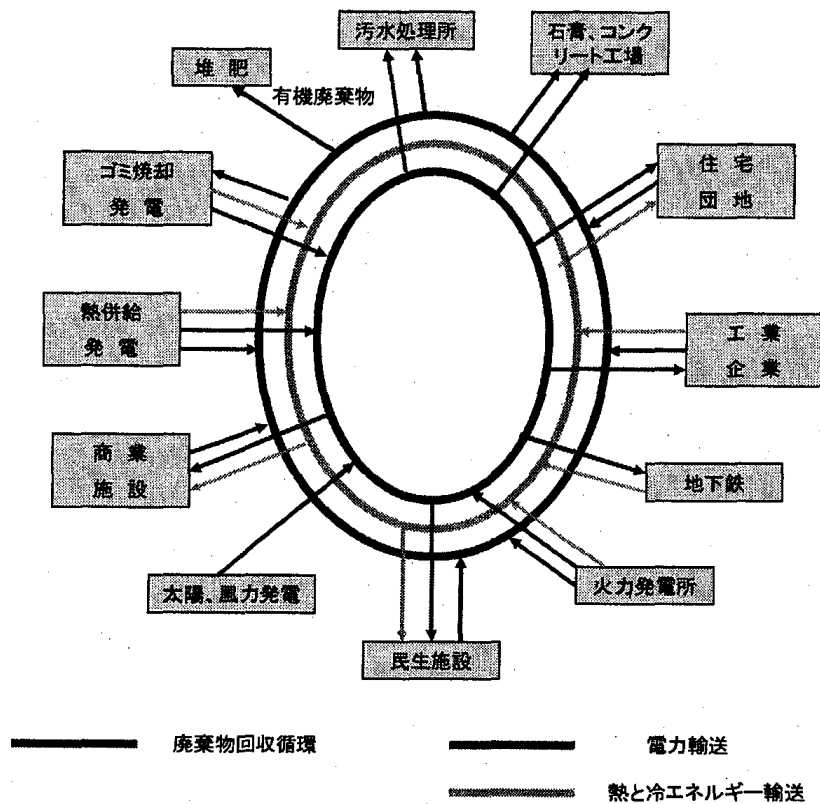 汚水処理所
石膏、コンク
リート工場
堆肥
有機廃棄物
ゴミ焼却
発電
住宅
団地
熱併給
発電
工業
企業
商業
施設
地下鉄
太陽、風力発電
火力発電所
民生施設
廃棄物回収循環
電力輸送
熱と冷エネルギー輸送